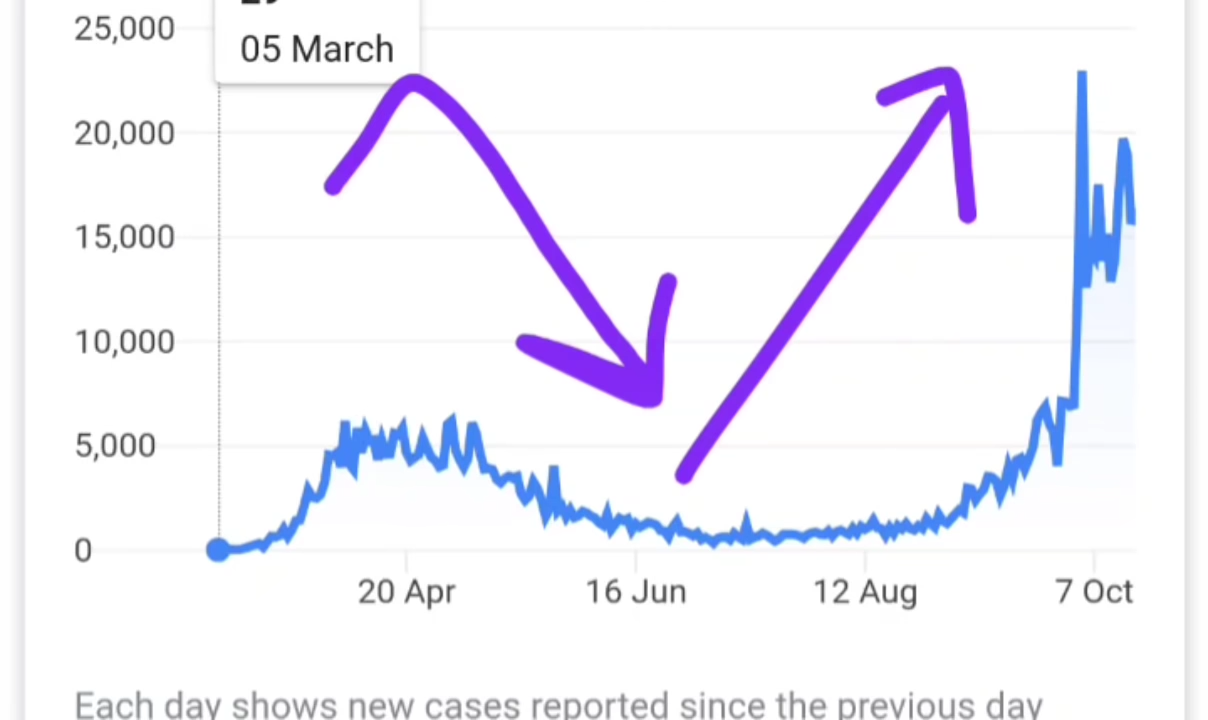 25,000
05 March
20,000
15,000
10,000
5,000
0
20 Apr 16 Jun 12 Aug 7 Oct
Each day shows new cases reported since the previous day